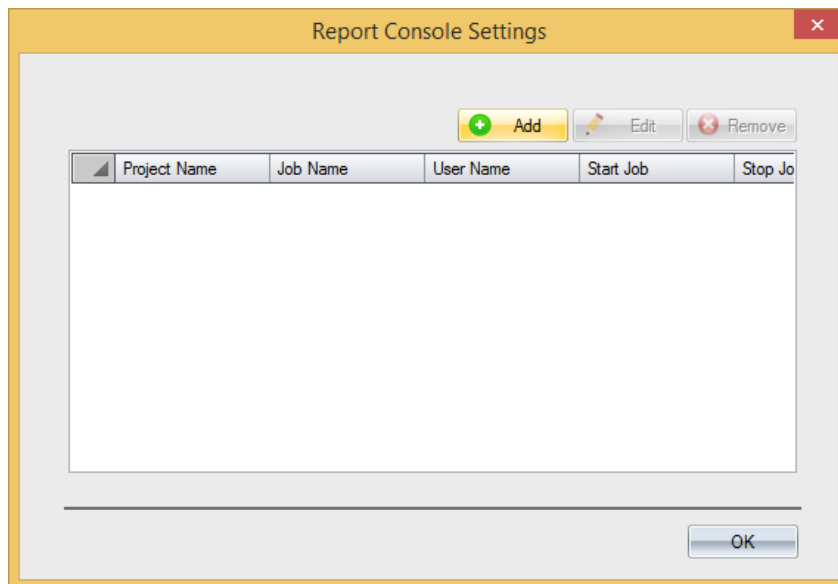 Report Console Settings
Add Edit Remove
Project Name Job Name User Name Start Job Stop Jo
OK